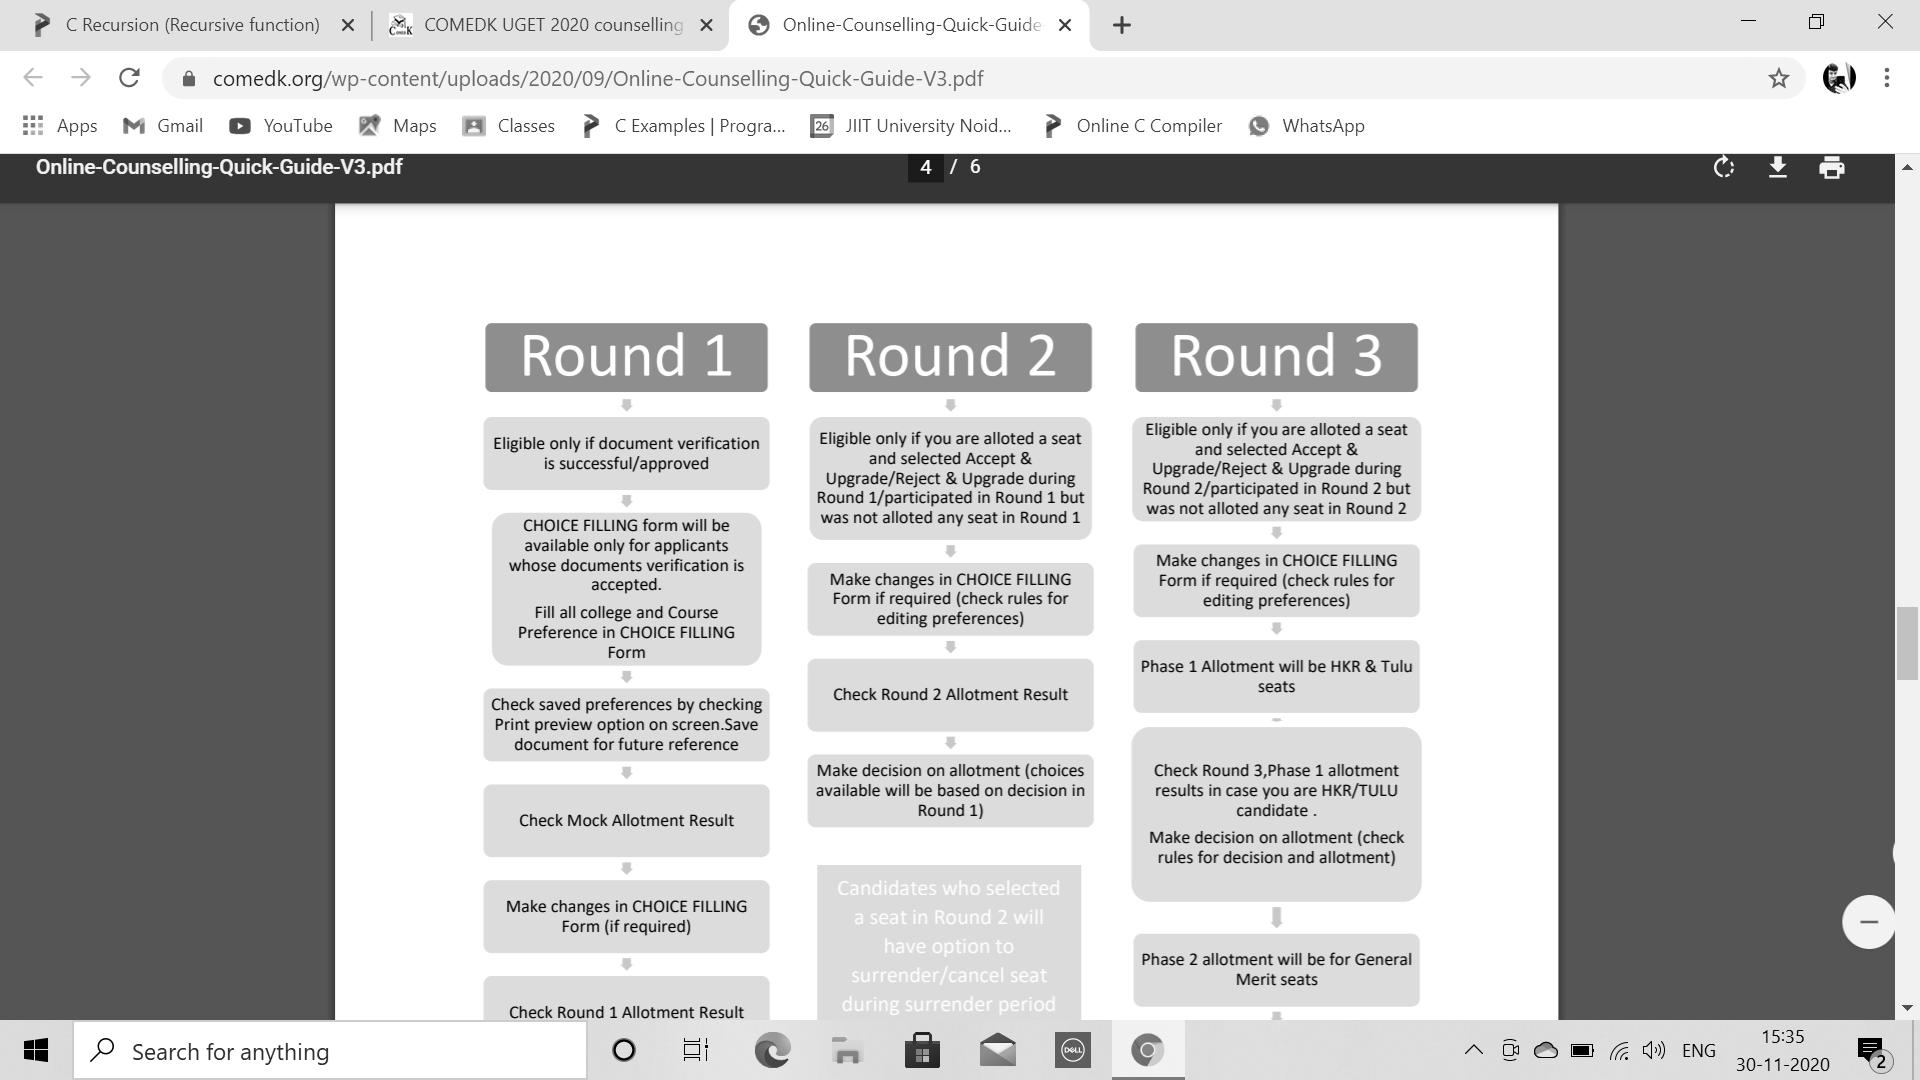 C Recursion (Recursive function)
COMEDK UGET 2020 counselling
Online-Counselling-Quick-Guide
comedk.org/wp-content/uploads/2020/09/Online-Counselling-Quick-Guide-V3.pdf
Apps
Gmail
YouTube
Maps
Classes
C Examples | Progra...
26
JIIT University Noid...
Online C Compiler
WhatsApp
Online-Counselling-Quick-Guide-V3.pdf
4 / 6
Round 1
Eligible only if document verification
is successful/approved
CHOICE FILLING form will be
available only for applicants
whose documents verification is
accepted.
Fill all college and Course
Preference in CHOICE FILLING
Form
Check saved preferences by checking
Print preview option on screen.Save
document for future reference
Check Mock Allotment Result
Make changes in CHOICE FILLING
Form (if required)
Check Round 1 Allotment Result
Round 2
Eligible only if you are alloted a seat
and selected Accept &
Upgrade/Reject & Upgrade during
Round 1/participated in Round 1 but
was not alloted any seat in Round 1
Make changes in CHOICE FILLING
Form if required (check rules for
editing preferences)
Check Round 2 Allotment Result
Make decision on allotment (choices
available will be based on decision in
Round 1)
Candidates who selected
a seat in Round 2 will
have option to
surrender/cancel seat
during surrender period
Round 3
Eligible only if you are alloted a seat
and selected Accept &
Upgrade/Reject & Upgrade during
Round 2/participated in Round 2 but
was not alloted any seat in Round 2
Make changes in CHOICE FILLING
Form if required (check rules for
editing preferences)
Phase 1 Allotment will be HKR & Tulu
seats
Check Round 3,Phase 1 allotment
results in case you are HKR/TULU
candidate .
Make decision on allotment (check
rules for decision and allotment)
Phase 2 allotment will be for General
Merit seats
Search for anything
DELL
ENG
15:35
30-11-2020
2